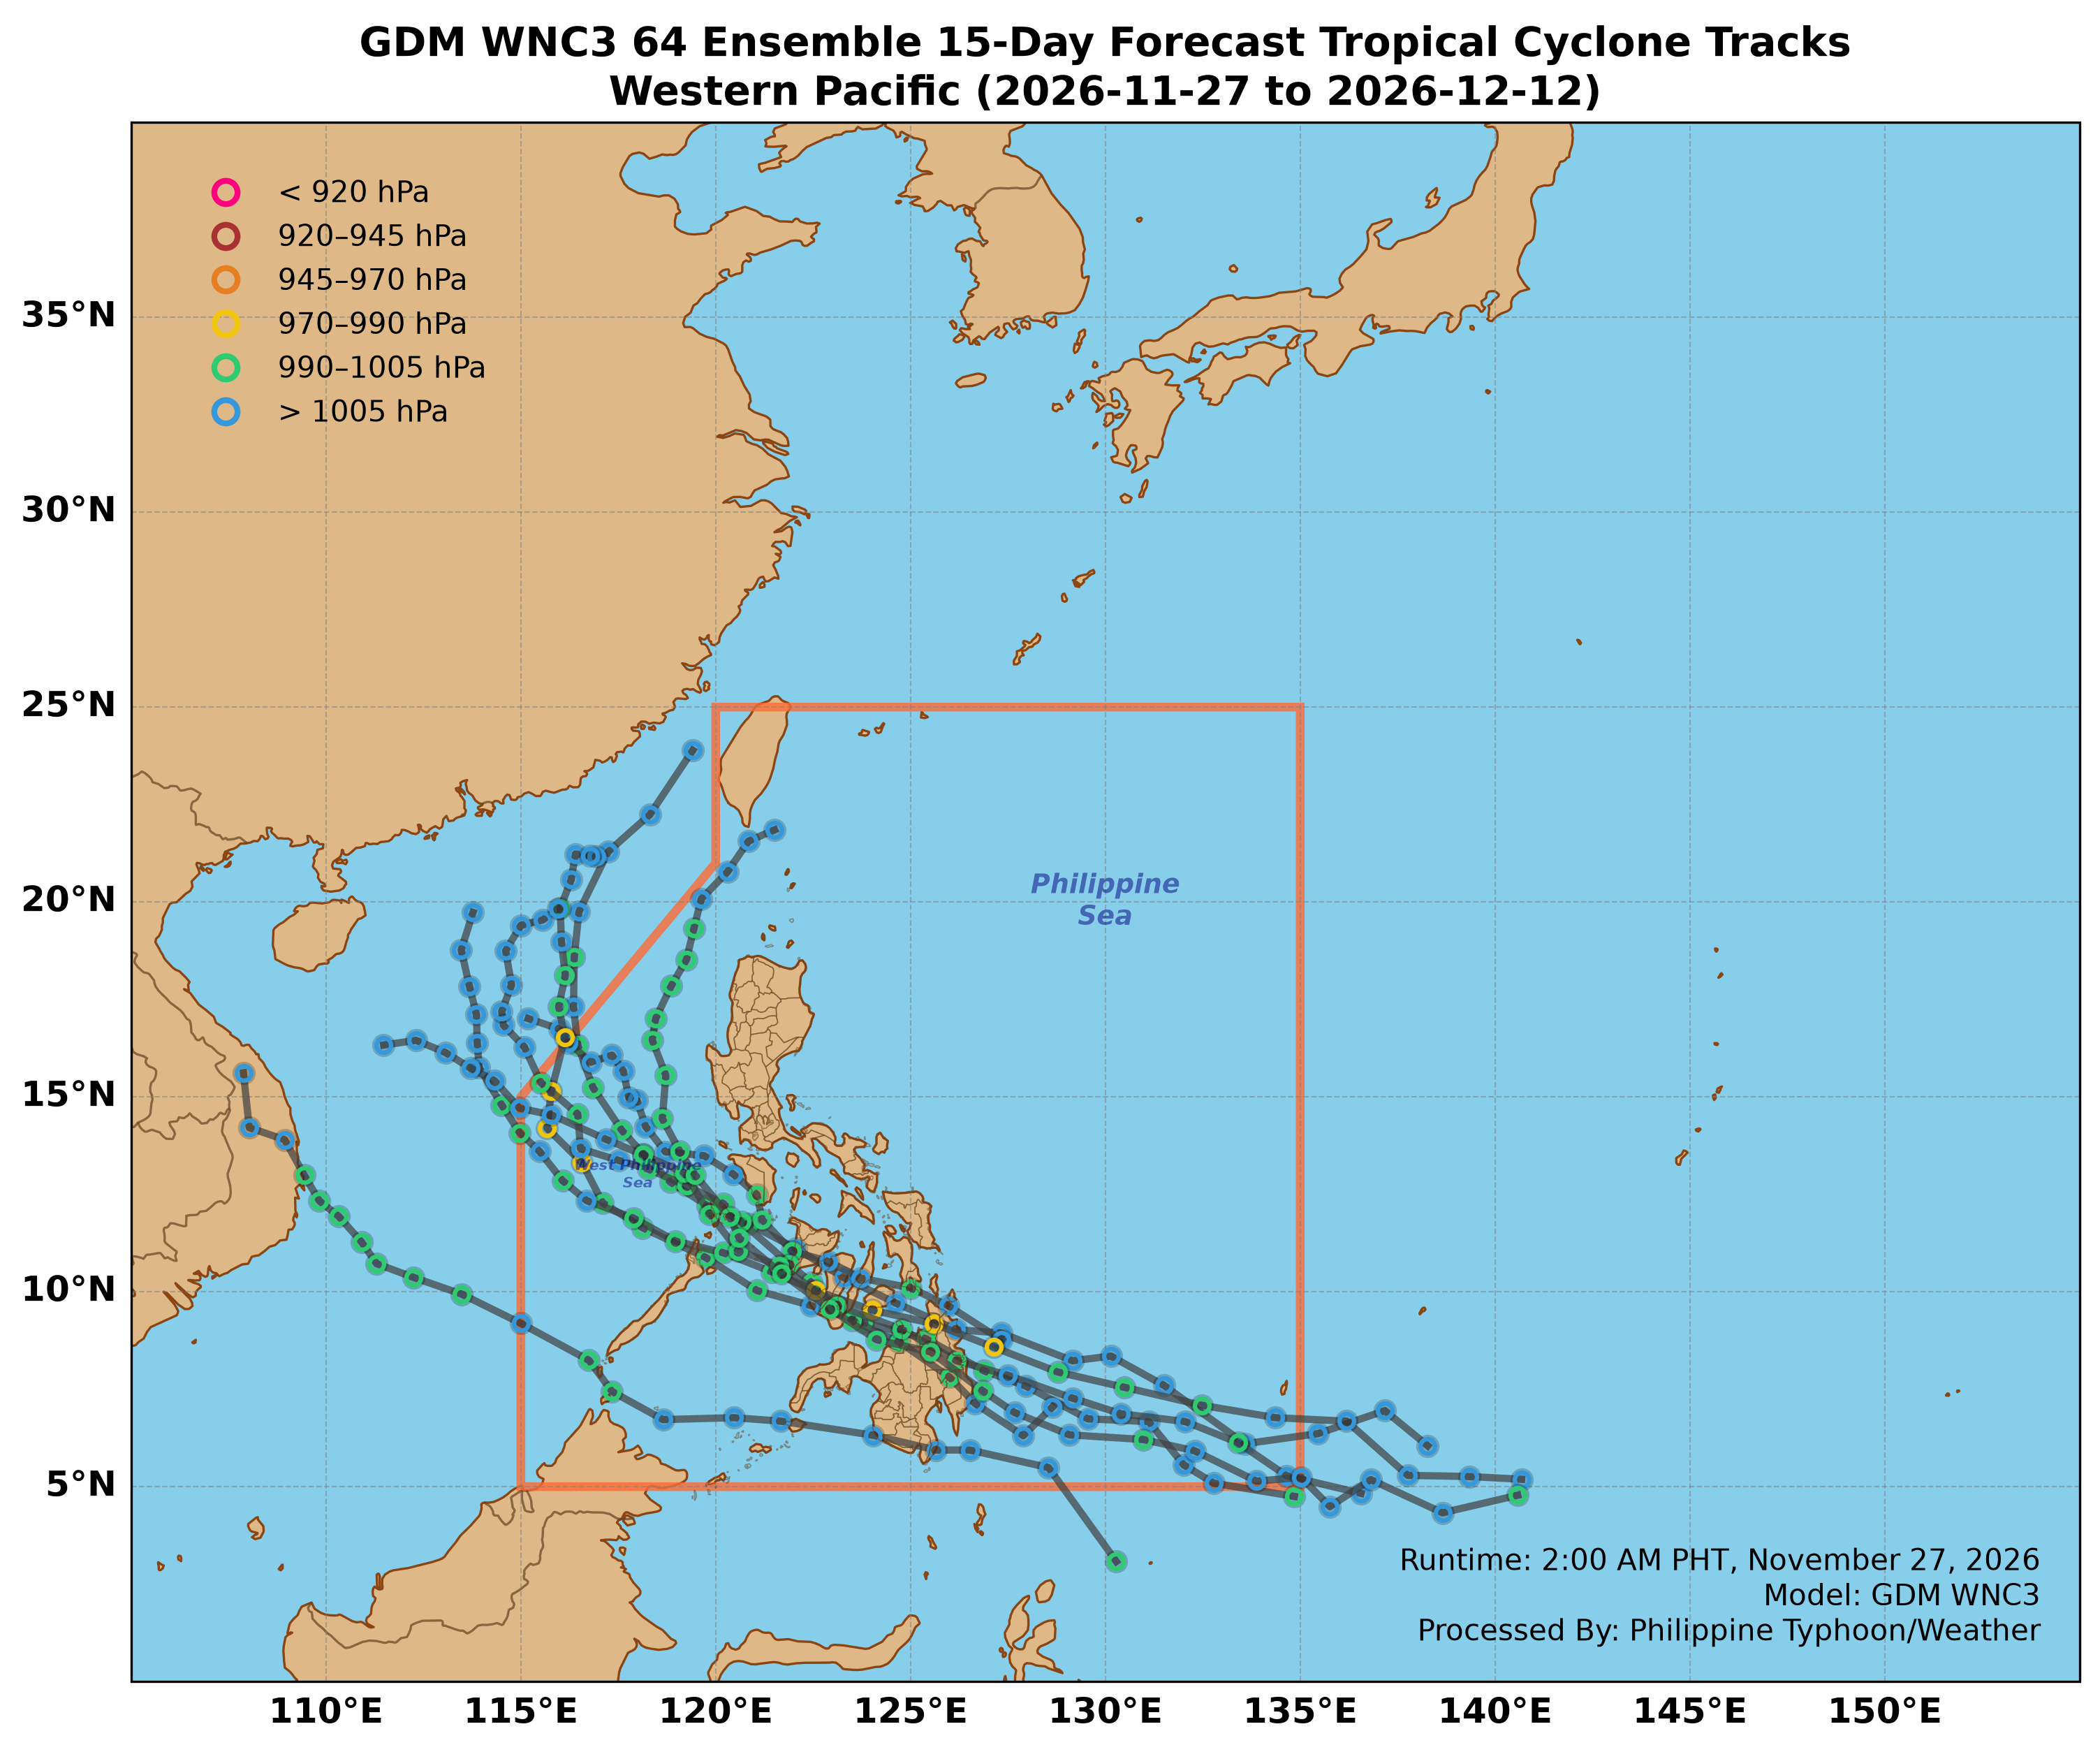 GDM WNC3 64 Ensemble 15-Day Forecast Tropical Cyclone Tracks
Western Pacific (2026-11-27 to 2026-12-12)
< 920 hPa
920–945 hPa
945–970 hPa
970–990 hPa
990–1005 hPa
> 1005 hPa
35°N
30°N
25°N
20°N
15°N
10°N
5°N
Philippine
Sea
West Philippine
Sea
Runtime: 2:00 AM PHT, November 27, 2026
Model: GDM WNC3
Processed By: Philippine Typhoon/Weather
110°E 115°E 120°E 125°E 130°E 135°E 140°E 145°E 150°E